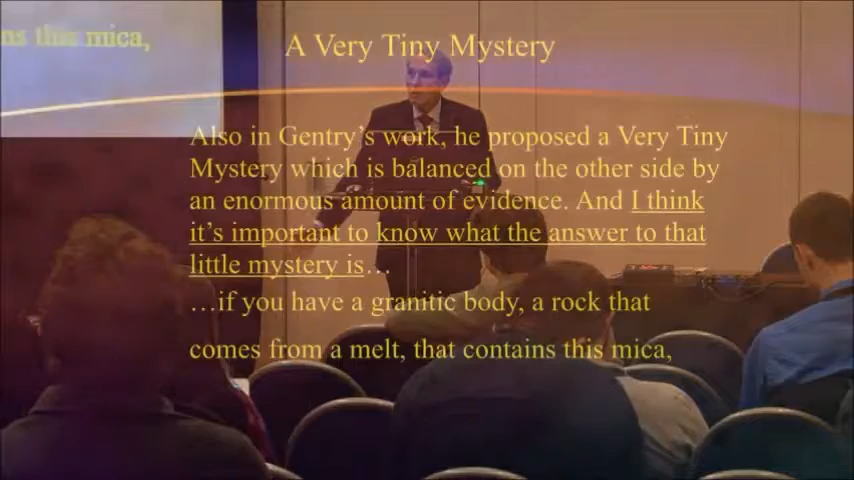 ns this mica,
A Very Tiny Mystery
Also in Gentry's work, he proposed a Very Tiny
Mystery which is balanced on the other side by
an enormous amount of evidence. And I think
it's important to know what the answer to that
little mystery is…
…if you have a granitic body, a rock that
comes from a melt, that contains this mica,